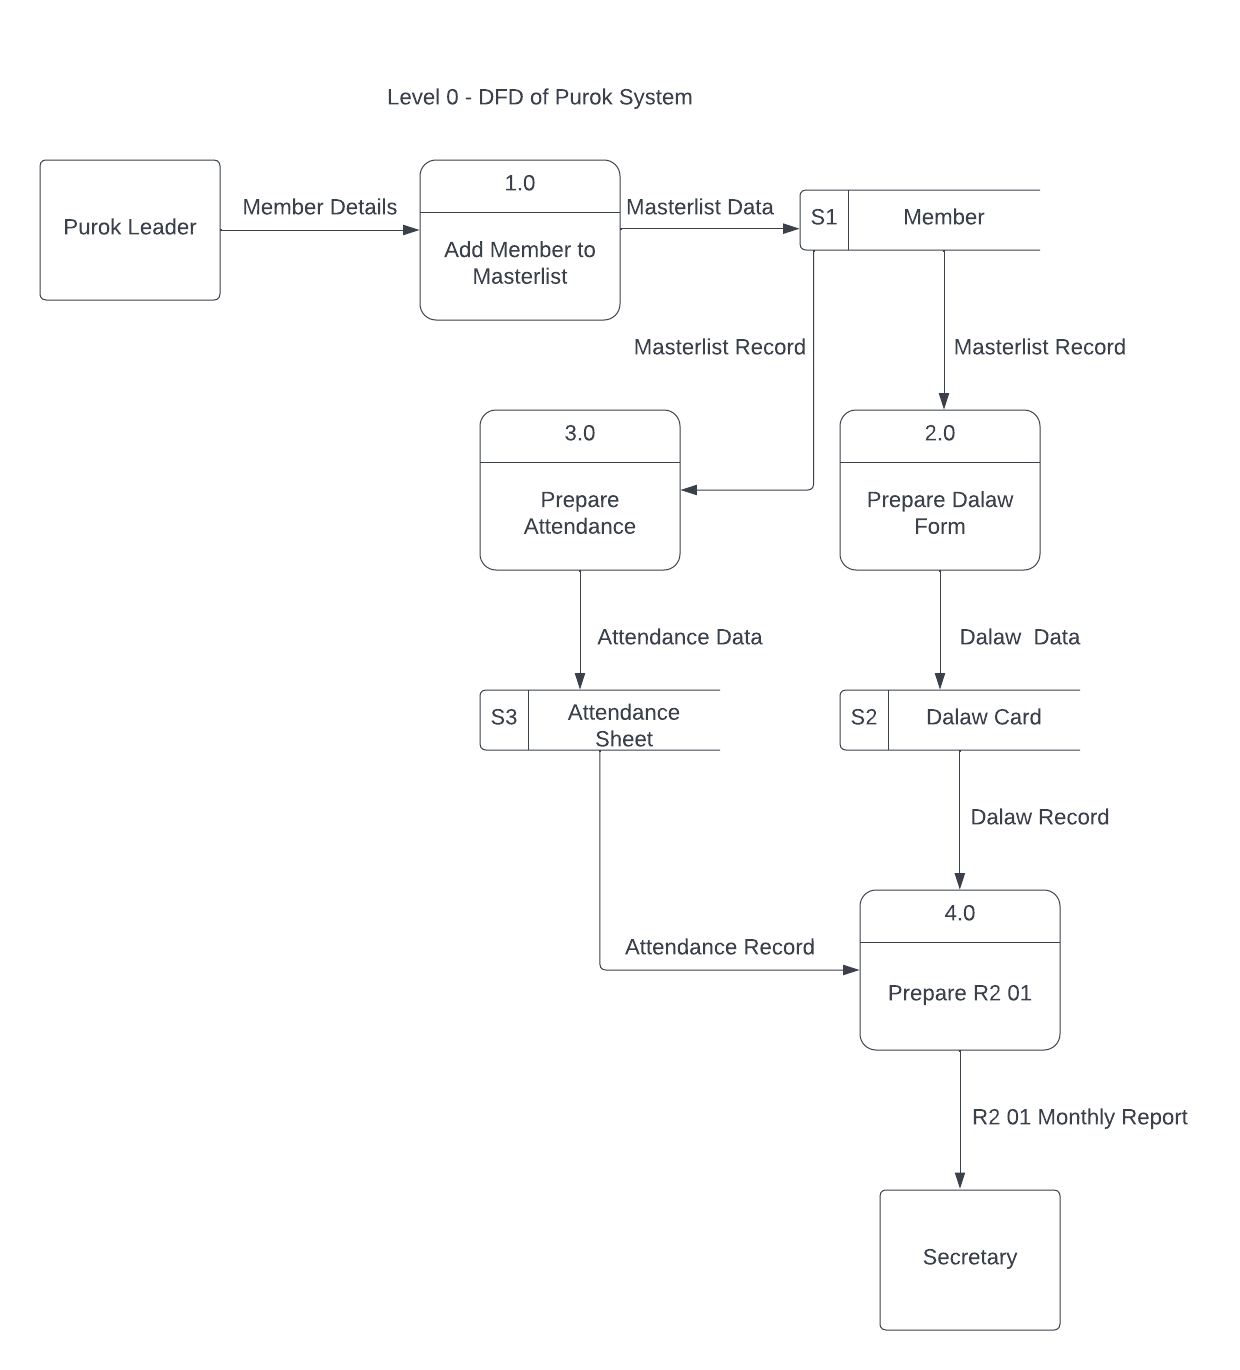 Level 0 - DFD of Purok System
Purok Leader
Member Details
1.0
Add Member to
Masterlist
Masterlist Data
S1
Member
Masterlist Record
Masterlist Record
3.0
Prepare
Attendance
2.0
Prepare Dalaw
Form
Attendance Data
Dalaw  Data
S3
Attendance
Sheet
S2
Dalaw Card
Dalaw Record
Attendance Record
4.0
Prepare R2 01
R2 01 Monthly Report
Secretary